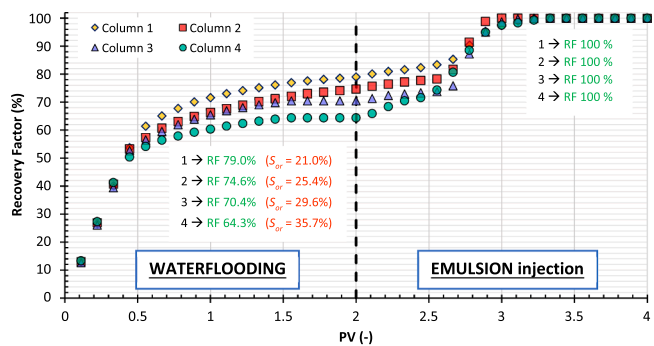 Column 1 Column 2
Column 3 Column 4
Recovery Factor (%)
100
90
80
70
60
50
40
30
20
10
0
1 → RF 79.0% (Sor = 21.0%)
2 → RF 74.6% (Sor = 25.4%)
3 → RF 70.4% (Sor = 29.6%)
4 → RF 64.3% (Sor = 35.7%)
1 → RF 100 %
2 → RF 100 %
3 → RF 100 %
4 → RF 100 %
WATERFLOODING
EMULSION injection
0 0.5 1 1.5 2 2.5 3 3.5 4
PV (-)